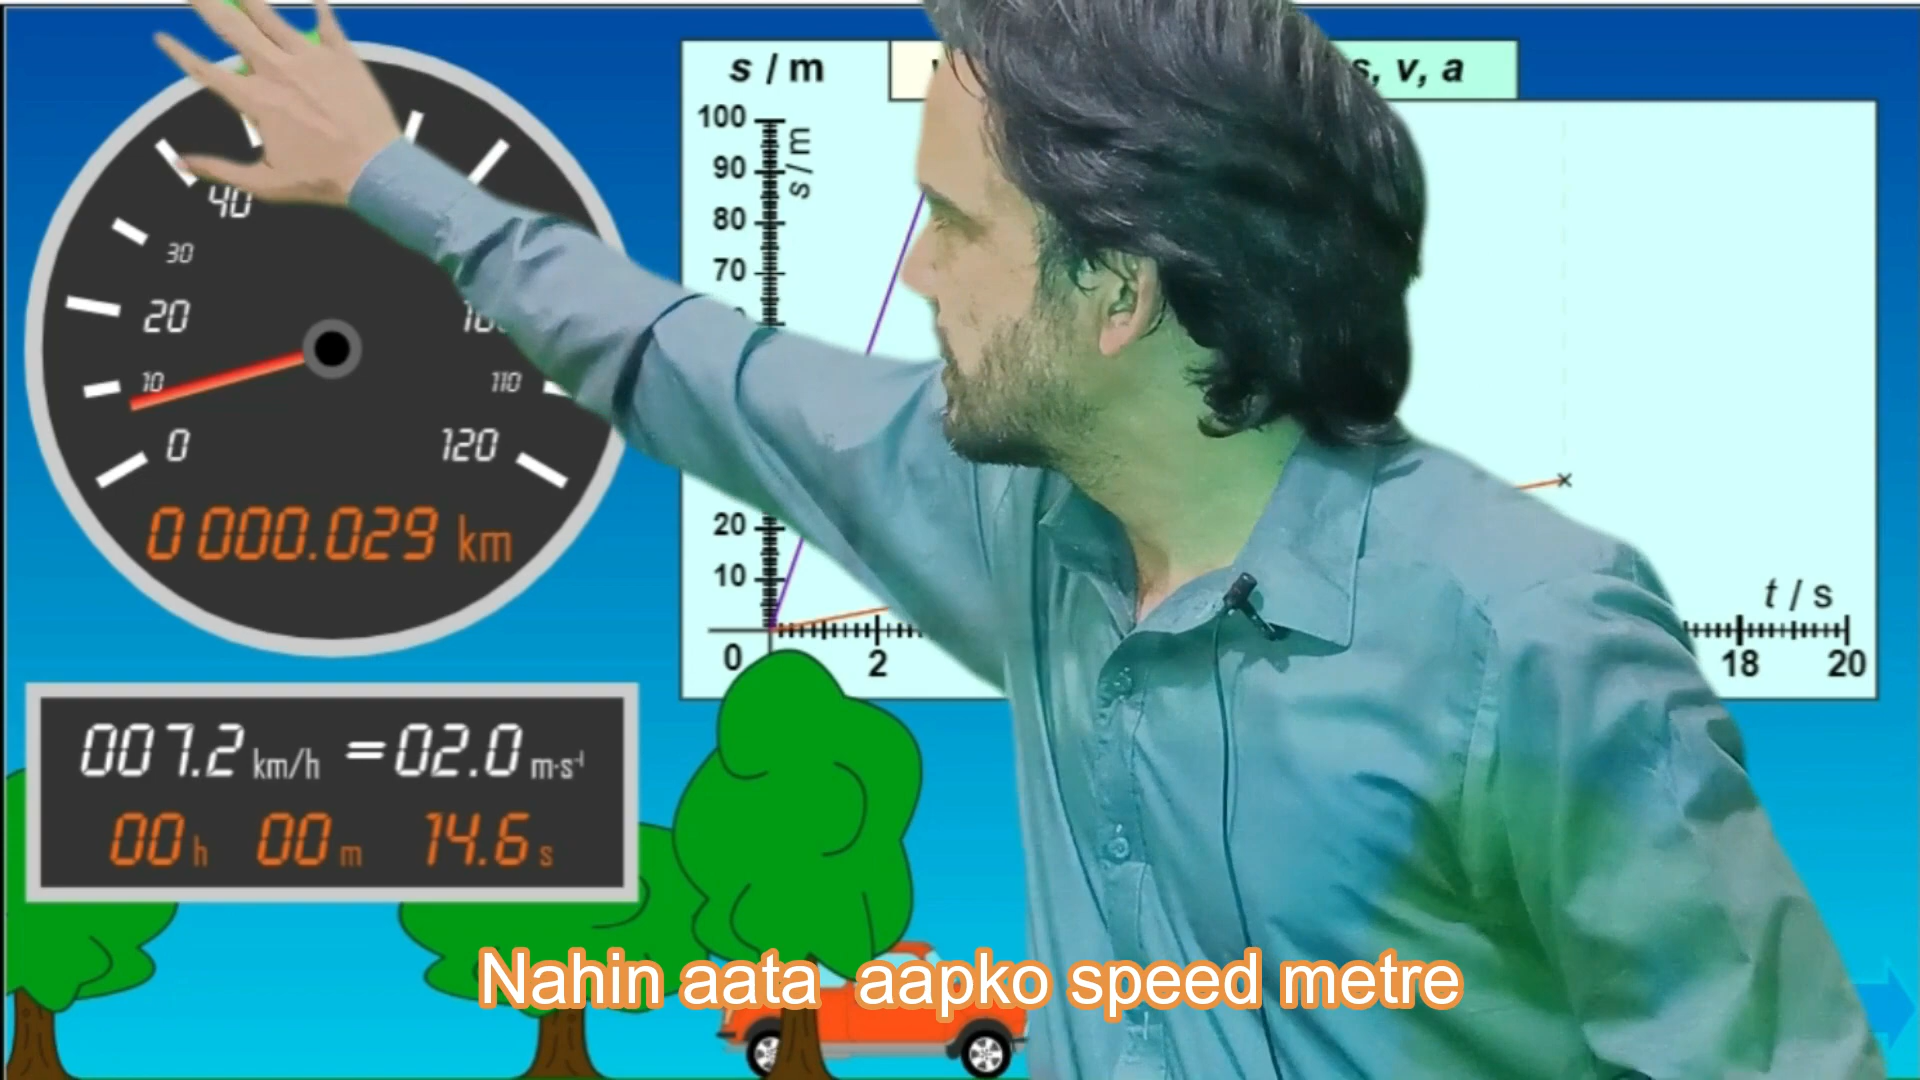 s / m
s, v, a
100
90
80
70
20
10
0
2
18
20
s / m
t / s
40
30
20
10
0
110
120
0 000.029 km
007.2 km/h = 02.0 m·s⁻¹
00 h 00 m 14.6 s
Nahin aata aapko speed metre